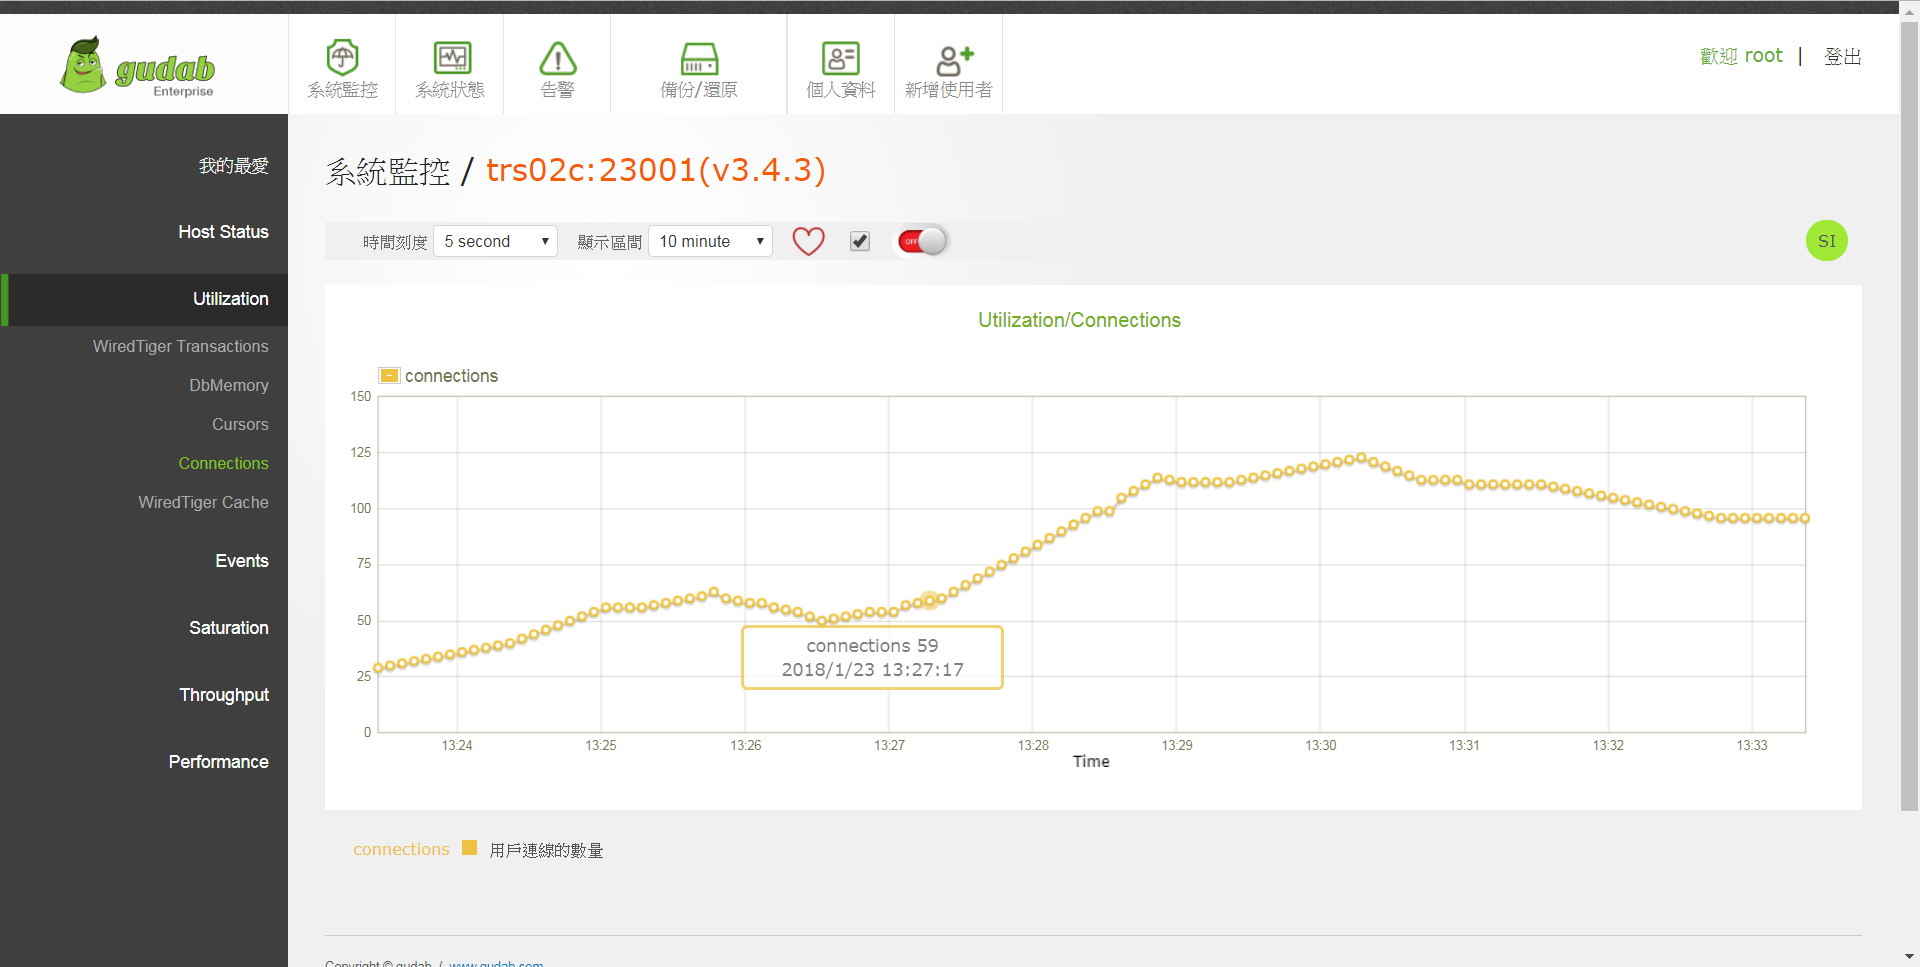 gudab
Enterprise
系統監控
系統狀態
告警
備份/還原
個人資料
新增使用者
歡迎 root | 登出
我的最愛
Host Status
Utilization
WiredTiger Transactions
DbMemory
Cursors
Connections
WiredTiger Cache
Events
Saturation
Throughput
Performance
系統監控 / trs02c:23001(v3.4.3)
時間刻度 5 second 顯示區間 10 minute OFF SI
Utilization/Connections
connections
150
125
100
75
50
25
0
connections 59
2018/1/23 13:27:17
13:24 13:25 13:26 13:27 13:28 13:29 13:30 13:31 13:32 13:33
Time
connections 用戶連線的數量
Copyright © gudab / www.gudab.com